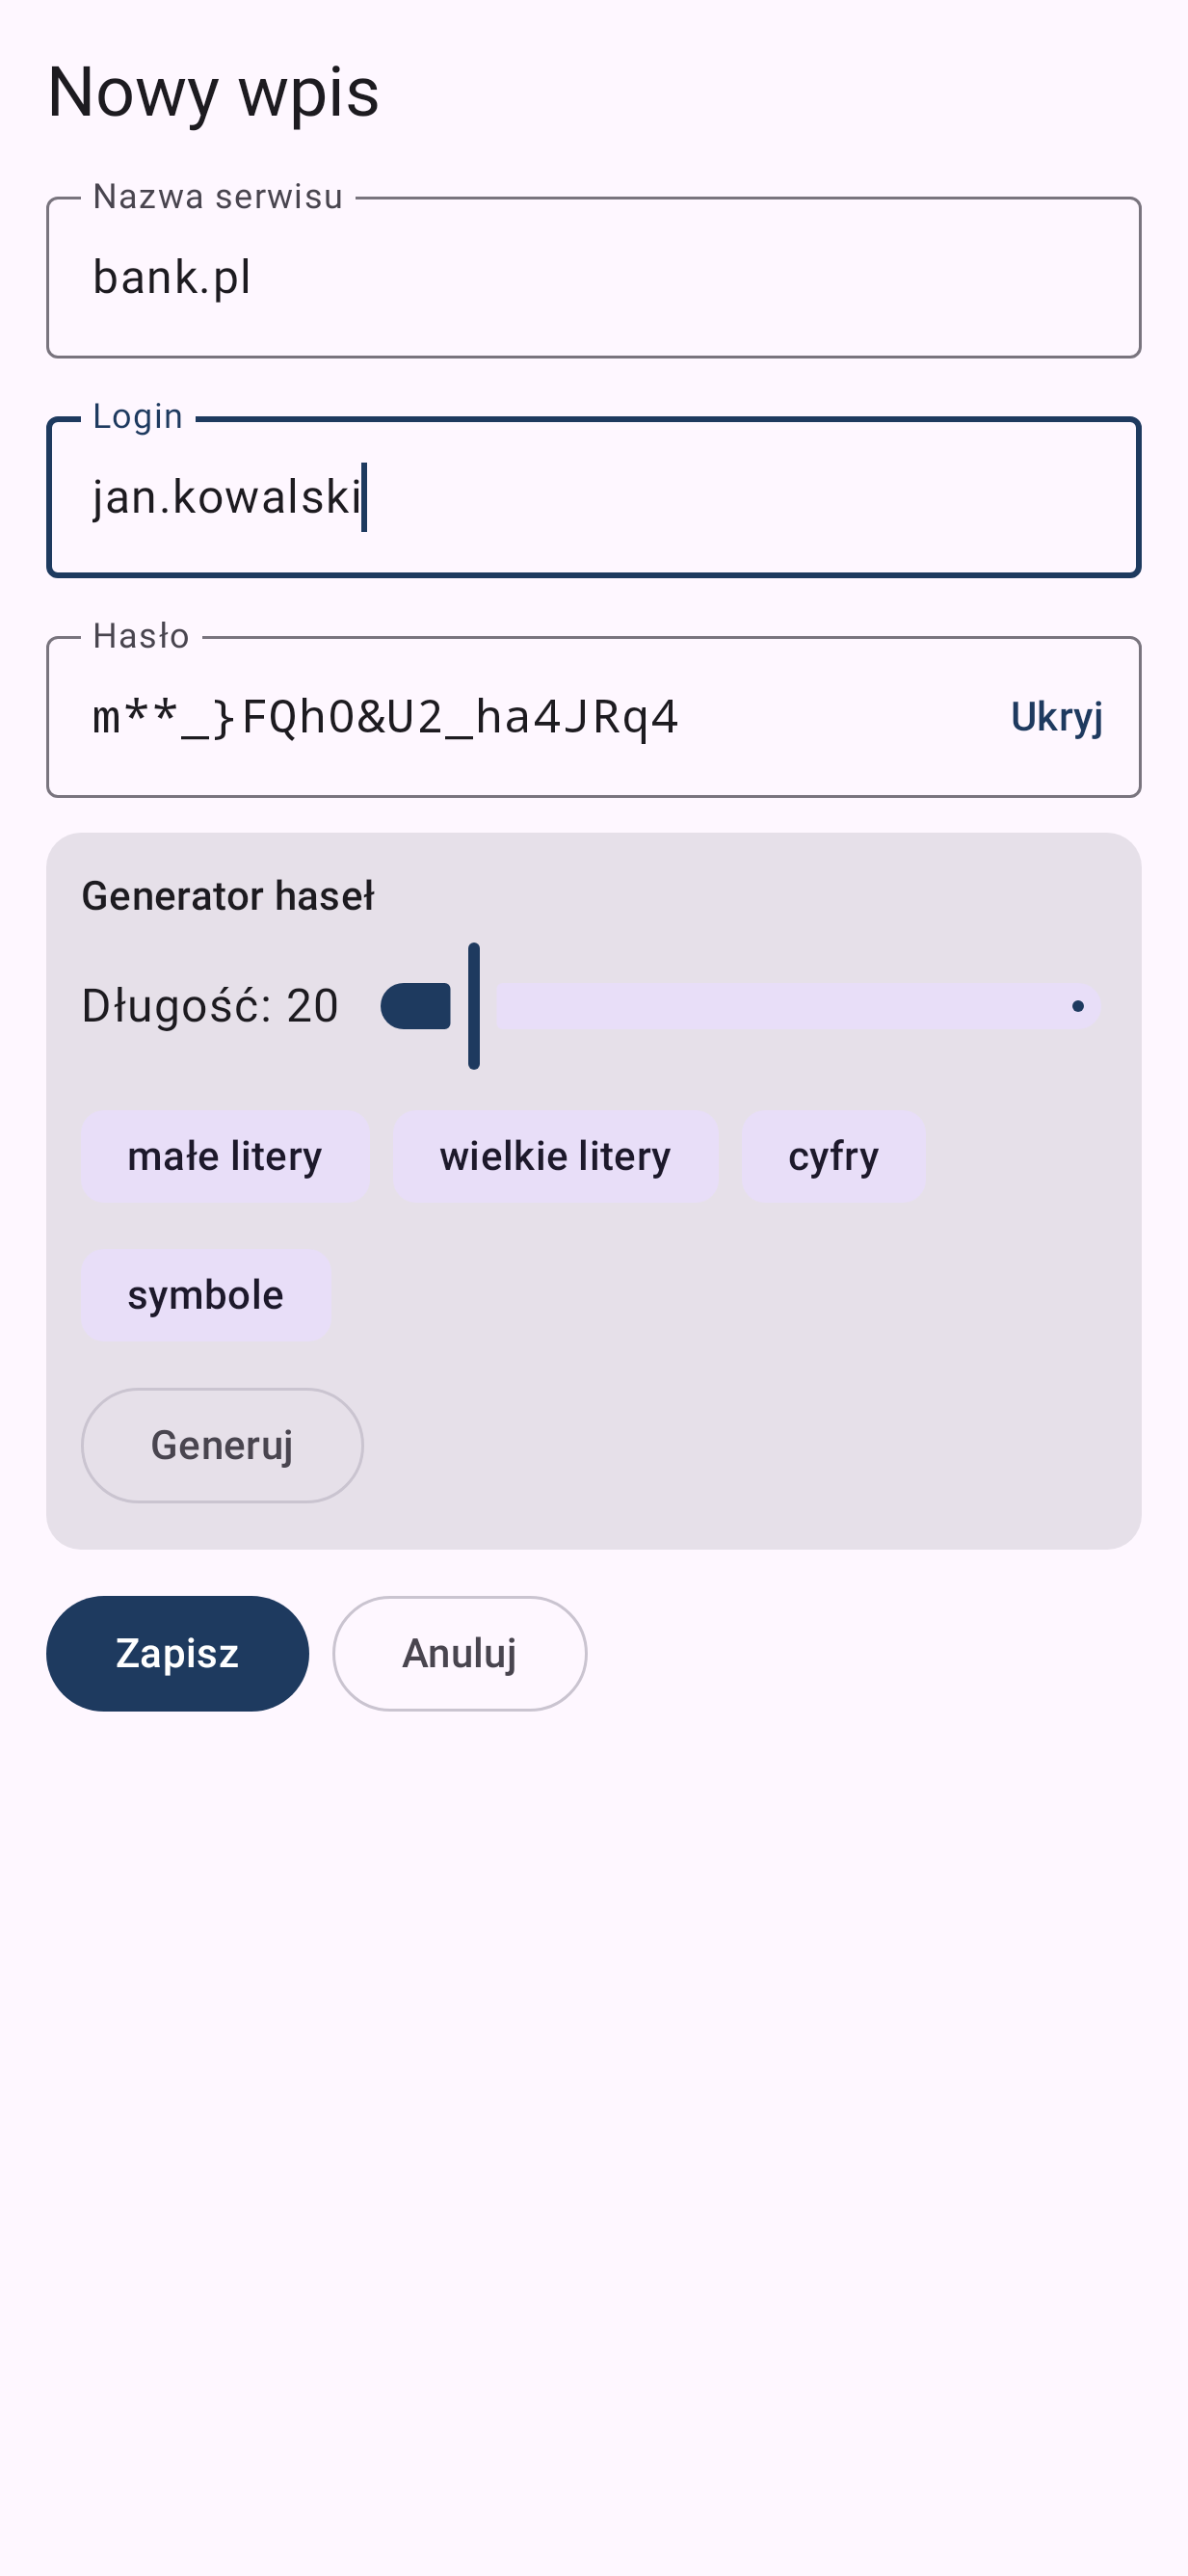 Nowy wpis
Nazwa serwisu
bank.pl
Login
jan.kowalski
Hasło
m**_}FQh0&U2_ha4JRq4
Ukryj
Generator haseł
Długość: 20
małe litery
wielkie litery
cyfry
symbole
Generuj
Zapisz
Anuluj